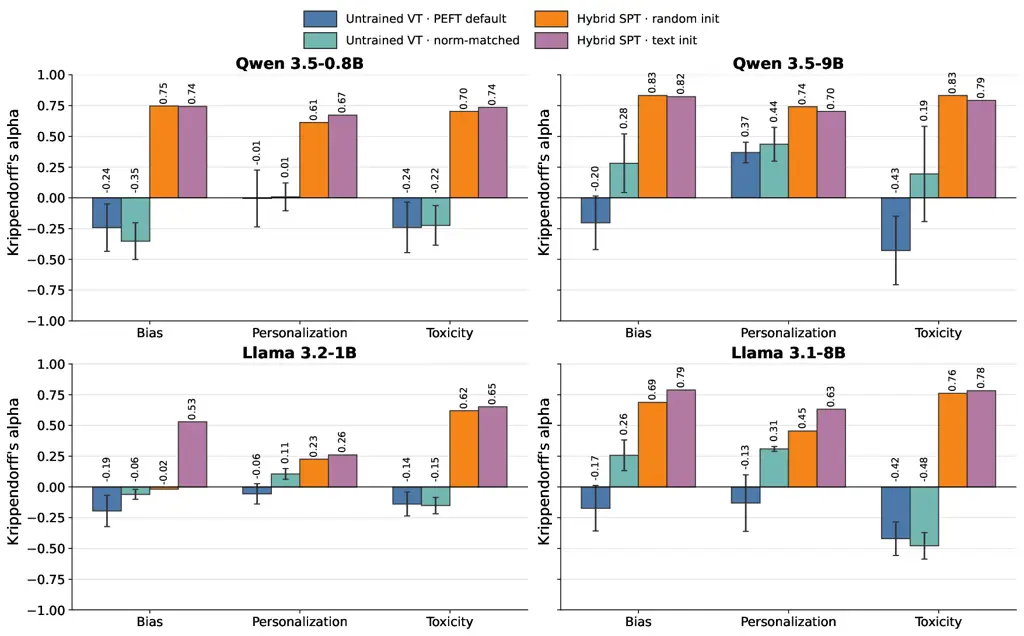 Untrained VT · PEFT default
Untrained VT · norm-matched
Hybrid SPT · random init
Hybrid SPT · text init
Qwen 3.5-0.8B
Krippendorff's alpha
1.00
0.75
0.50
0.25
0.00
−0.25
−0.50
−0.75
−1.00
-0.24
-0.35
0.75
0.74
-0.01
0.01
0.61
0.67
-0.24
-0.22
0.70
0.74
Bias
Personalization
Toxicity
Qwen 3.5-9B
Krippendorff's alpha
-0.20
0.28
0.83
0.82
0.37
0.44
0.74
0.70
-0.43
0.19
0.83
0.79
Bias
Personalization
Toxicity
Llama 3.2-1B
Krippendorff's alpha
1.00
0.75
0.50
0.25
0.00
−0.25
−0.50
−0.75
−1.00
-0.19
-0.06
-0.02
0.53
-0.06
0.11
0.23
0.26
-0.14
-0.15
0.62
0.65
Bias
Personalization
Toxicity
Llama 3.1-8B
Krippendorff's alpha
-0.17
0.26
0.69
0.79
-0.13
0.31
0.45
0.63
-0.42
-0.48
0.76
0.78
Bias
Personalization
Toxicity